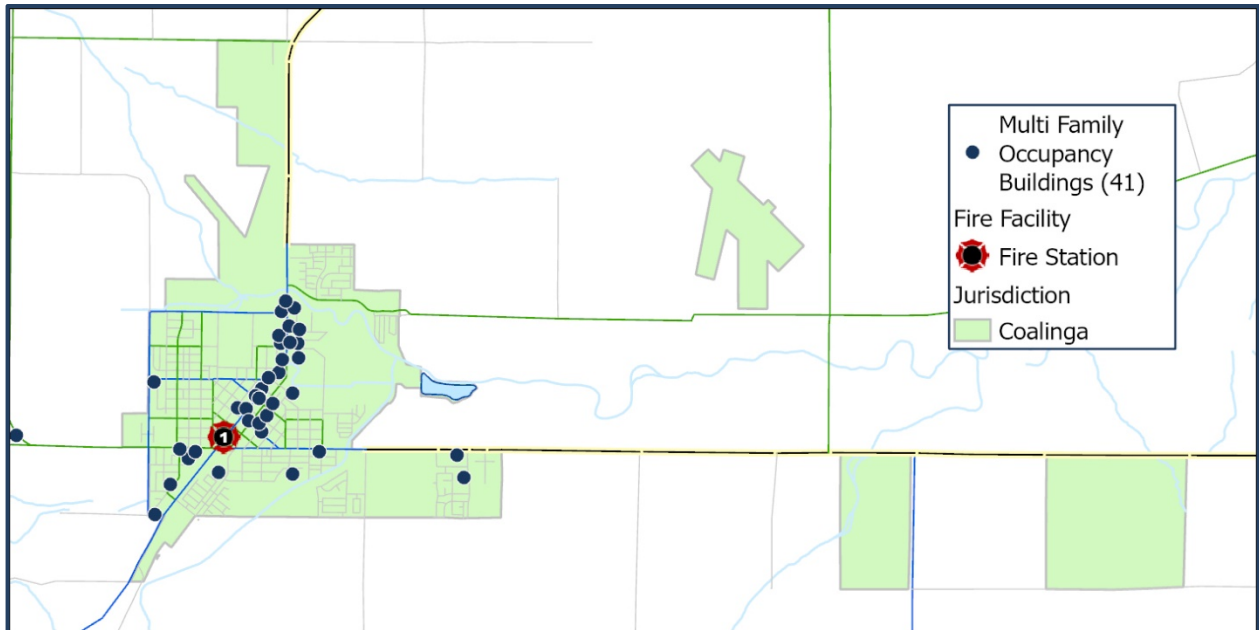 1
Multi Family
Occupancy
Buildings (41)
Fire Facility
Fire Station
Jurisdiction
Coalinga